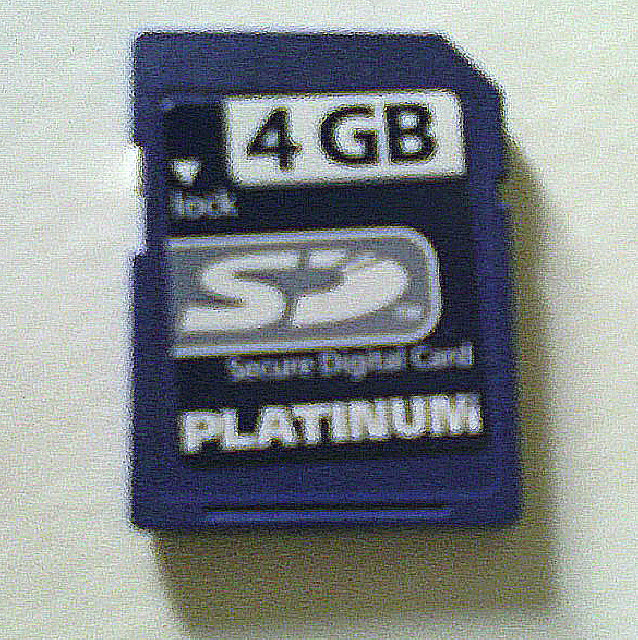 4 GB
lock
SD
Secure Digital Card
PLATINUM